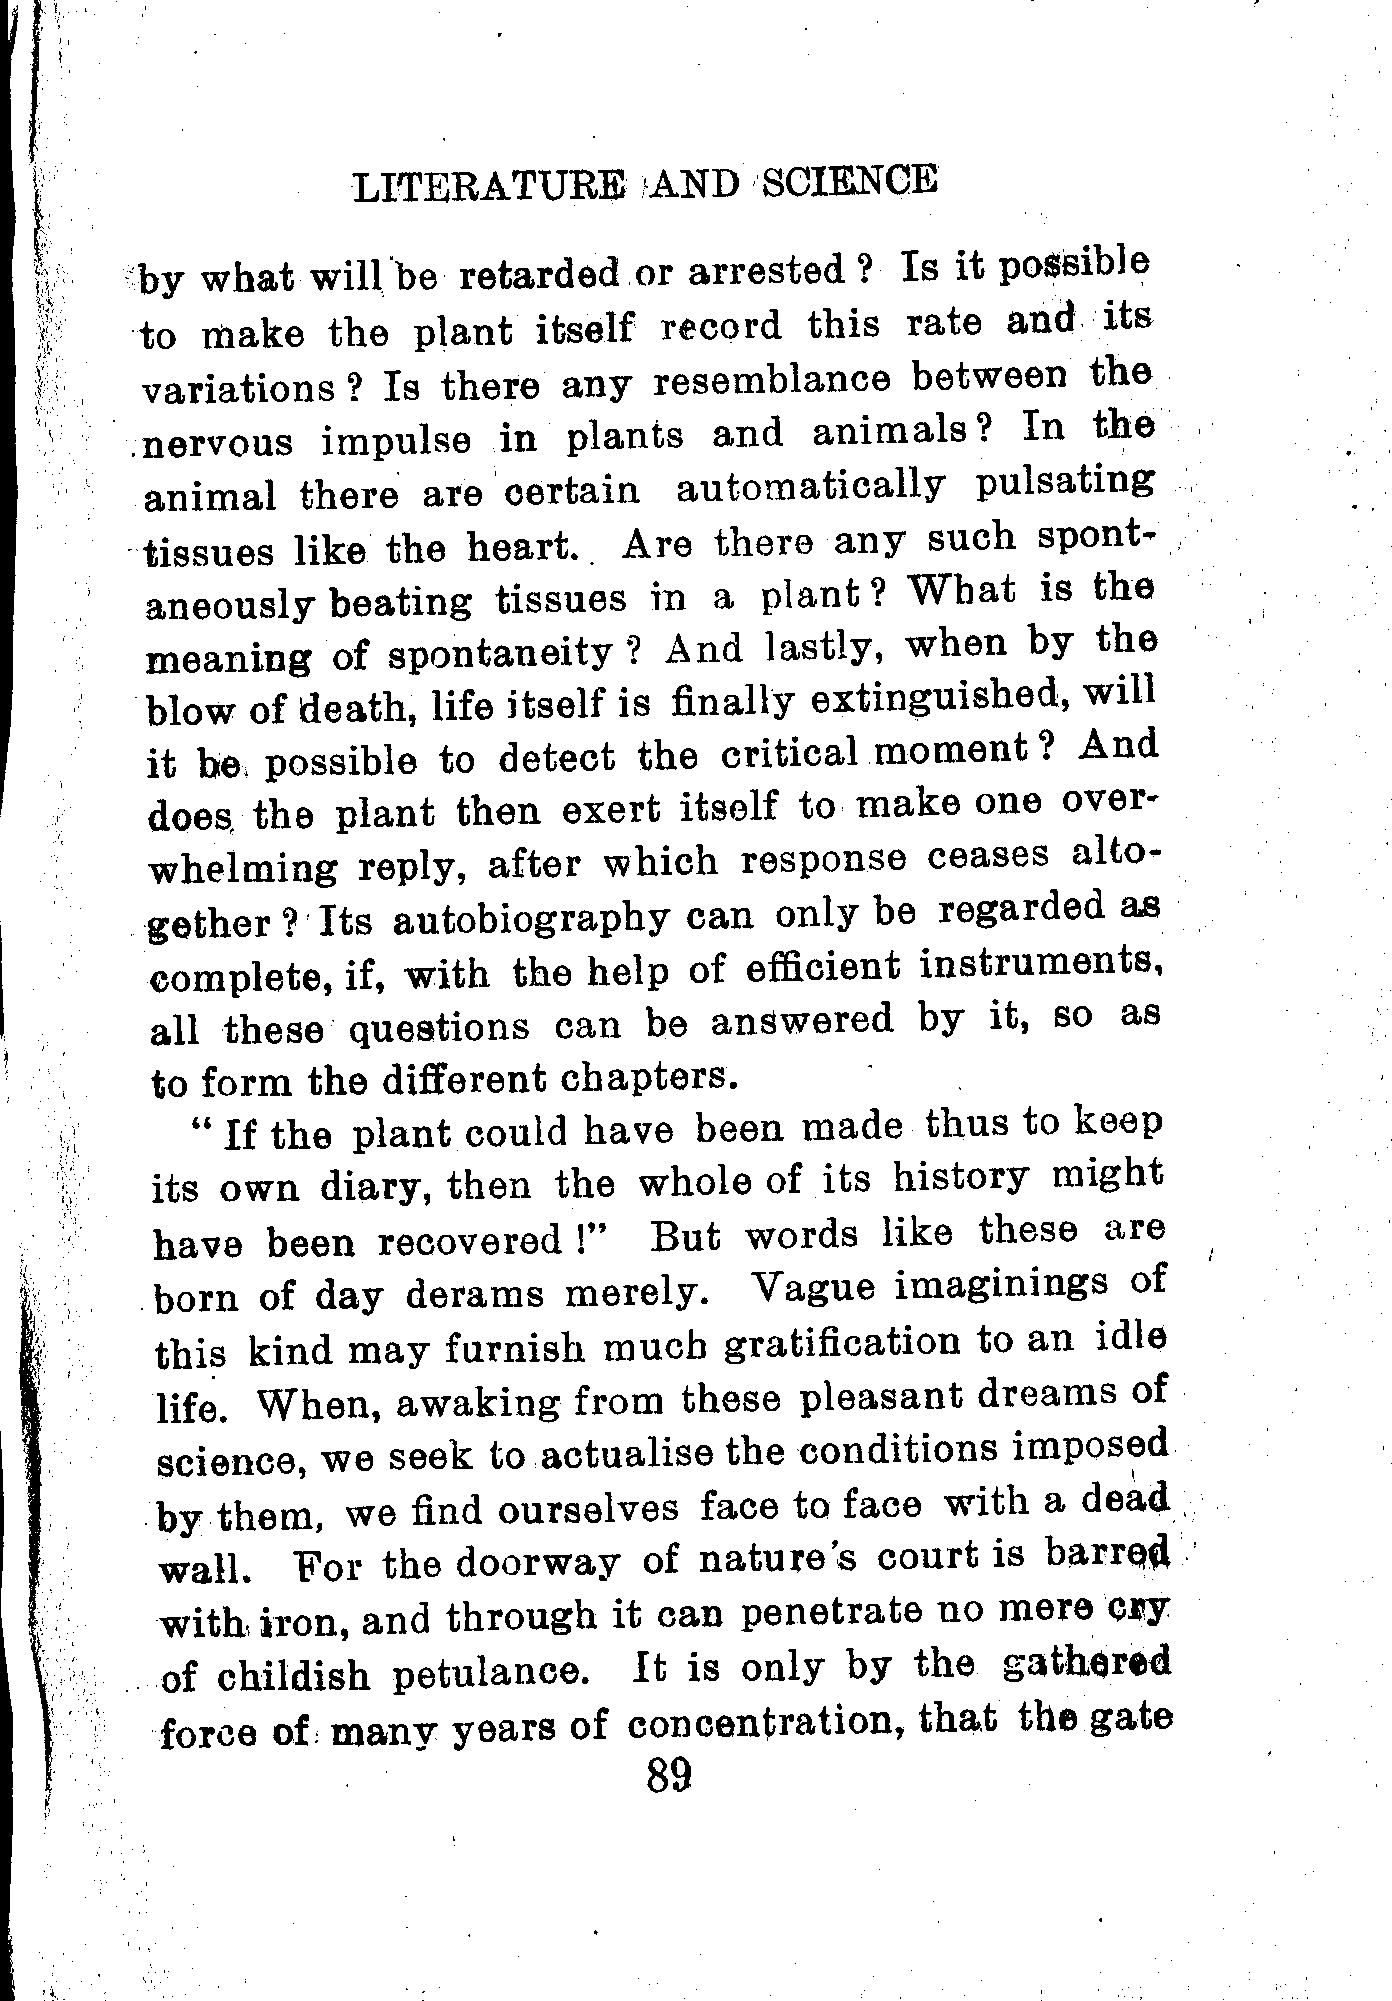 LITERATURE AND SCIENCE
by what will be retarded or arrested ? Is it possible
to make the plant itself record this rate and its
variations ? Is there any resemblance between the
nervous impulse in plants and animals ? In the
animal there are certain automatically pulsating
tissues like the heart. Are there any such spont-
aneously beating tissues in a plant ? What is the
meaning of spontaneity ? And lastly, when by the
blow of death, life itself is finally extinguished, will
it be possible to detect the critical moment ? And
does the plant then exert itself to make one over-
whelming reply, after which response ceases alto-
gether ? Its autobiography can only be regarded as
complete, if, with the help of efficient instruments,
all these questions can be answered by it, so as
to form the different chapters.
“ If the plant could have been made thus to keep
its own diary, then the whole of its history might
have been recovered !” But words like these are
born of day derams merely. Vague imaginings of
this kind may furnish much gratification to an idle
life. When, awaking from these pleasant dreams of
science, we seek to actualise the conditions imposed
by them, we find ourselves face to face with a dead
wall. For the doorway of nature's court is barred
with iron, and through it can penetrate no mere cry
of childish petulance. It is only by the gathered
force of many years of concentration, that the gate
89